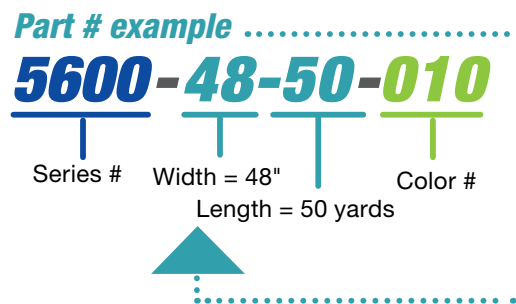 Part # example
5600-48-50-010
Series #
Width = 48"
Color #
Length = 50 yards